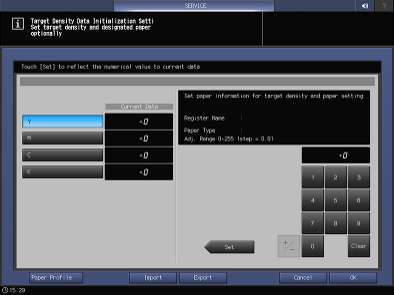 SERVICE
?
i
Target Density Data Initialization Setti
Set target density and designated paper
optionally
Touch [Set] to reflect the numerical value to current data
Current Data
Set paper information for target density and paper setting
Y
-0
M
-0
Register Name :
Paper Type :
Adj. Range 0-255 (step = 0.01)
C
-0
-0
K
-0
1 2 3
4 5 6
7 8 9
Set
+/- 0 Clear
Paper Profile
Import
Export
Cancel
OK
15:29